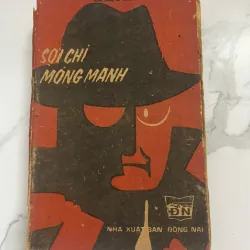 SỢI CHỈ
MỎNG MANH
ĐN
NHÀ XUẤT BẢN ĐỒNG NAI